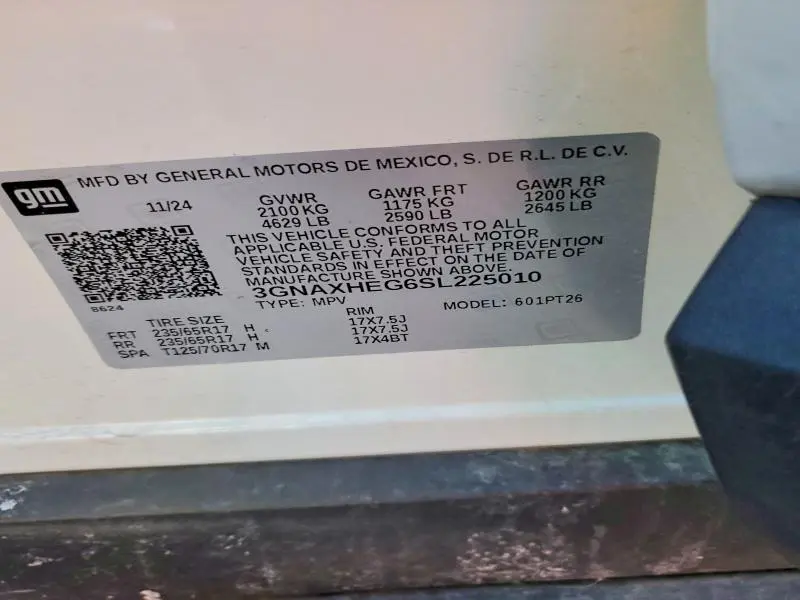 gm MFD BY GENERAL MOTORS DE MEXICO, S. DE R.L. DE C.V.
11/24 GVWR GAWR FRT GAWR RR
2100 KG 1175 KG 1200 KG
4629 LB 2590 LB 2645 LB
THIS VEHICLE CONFORMS TO ALL
APPLICABLE U.S. FEDERAL MOTOR
VEHICLE SAFETY AND THEFT PREVENTION
STANDARDS IN EFFECT ON THE DATE OF
MANUFACTURE SHOWN ABOVE.
3GNAXHEG6SL225010
8624
TYPE: MPV MODEL: 601PT26
TIRE SIZE RIM
FRT 235/65R17 H 17X7.5J
RR 235/65R17 H 17X7.5J
SPA T125/70R17 M 17X4BT